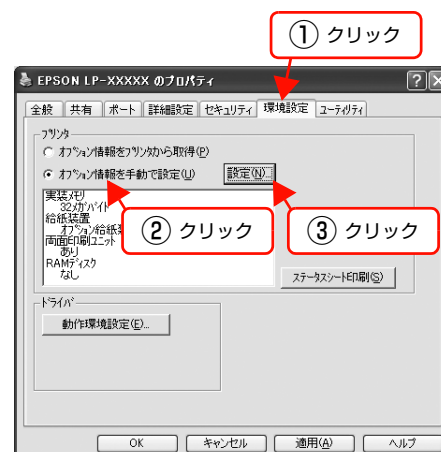 ① クリック
EPSON LP-XXXXX のプロパティ
全般 共有 ポート 詳細設定 セキュリティ 環境設定 ユーティリティ
プリンタ
オプション情報をプリンタから取得(P)
オプション情報を手動で設定(U) 設定(N)...
実装メモリ
32メガバイト
給紙装置
オプション給紙
両面印刷ユニット
あり
RAMディスク
なし
② クリック
③ クリック
ステータスシート印刷(S)
ドライバ
動作環境設定(E)...
OK キャンセル 適用(A) ヘルプ